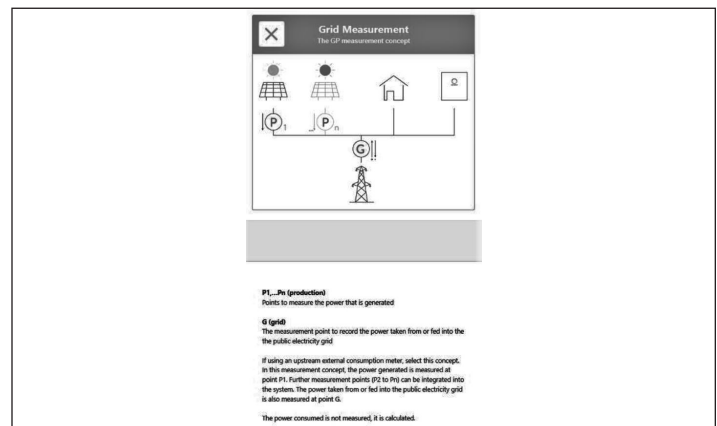 Grid Measurement
The GP measurement concept
P1
Pn
G
P1,...Pn (production)
Points to measure the power that is generated
G (grid)
The measurement point to record the power taken from or fed into the
the public electricity grid
If using an upstream external consumption meter, select this concept.
In this measurement concept, the power generated is measured at
point P1. Further measurement points (P2 to Pn) can be integrated into
the system. The power taken from or fed into the public electricity grid
is also measured at point G.
The power consumed is not measured, it is calculated.